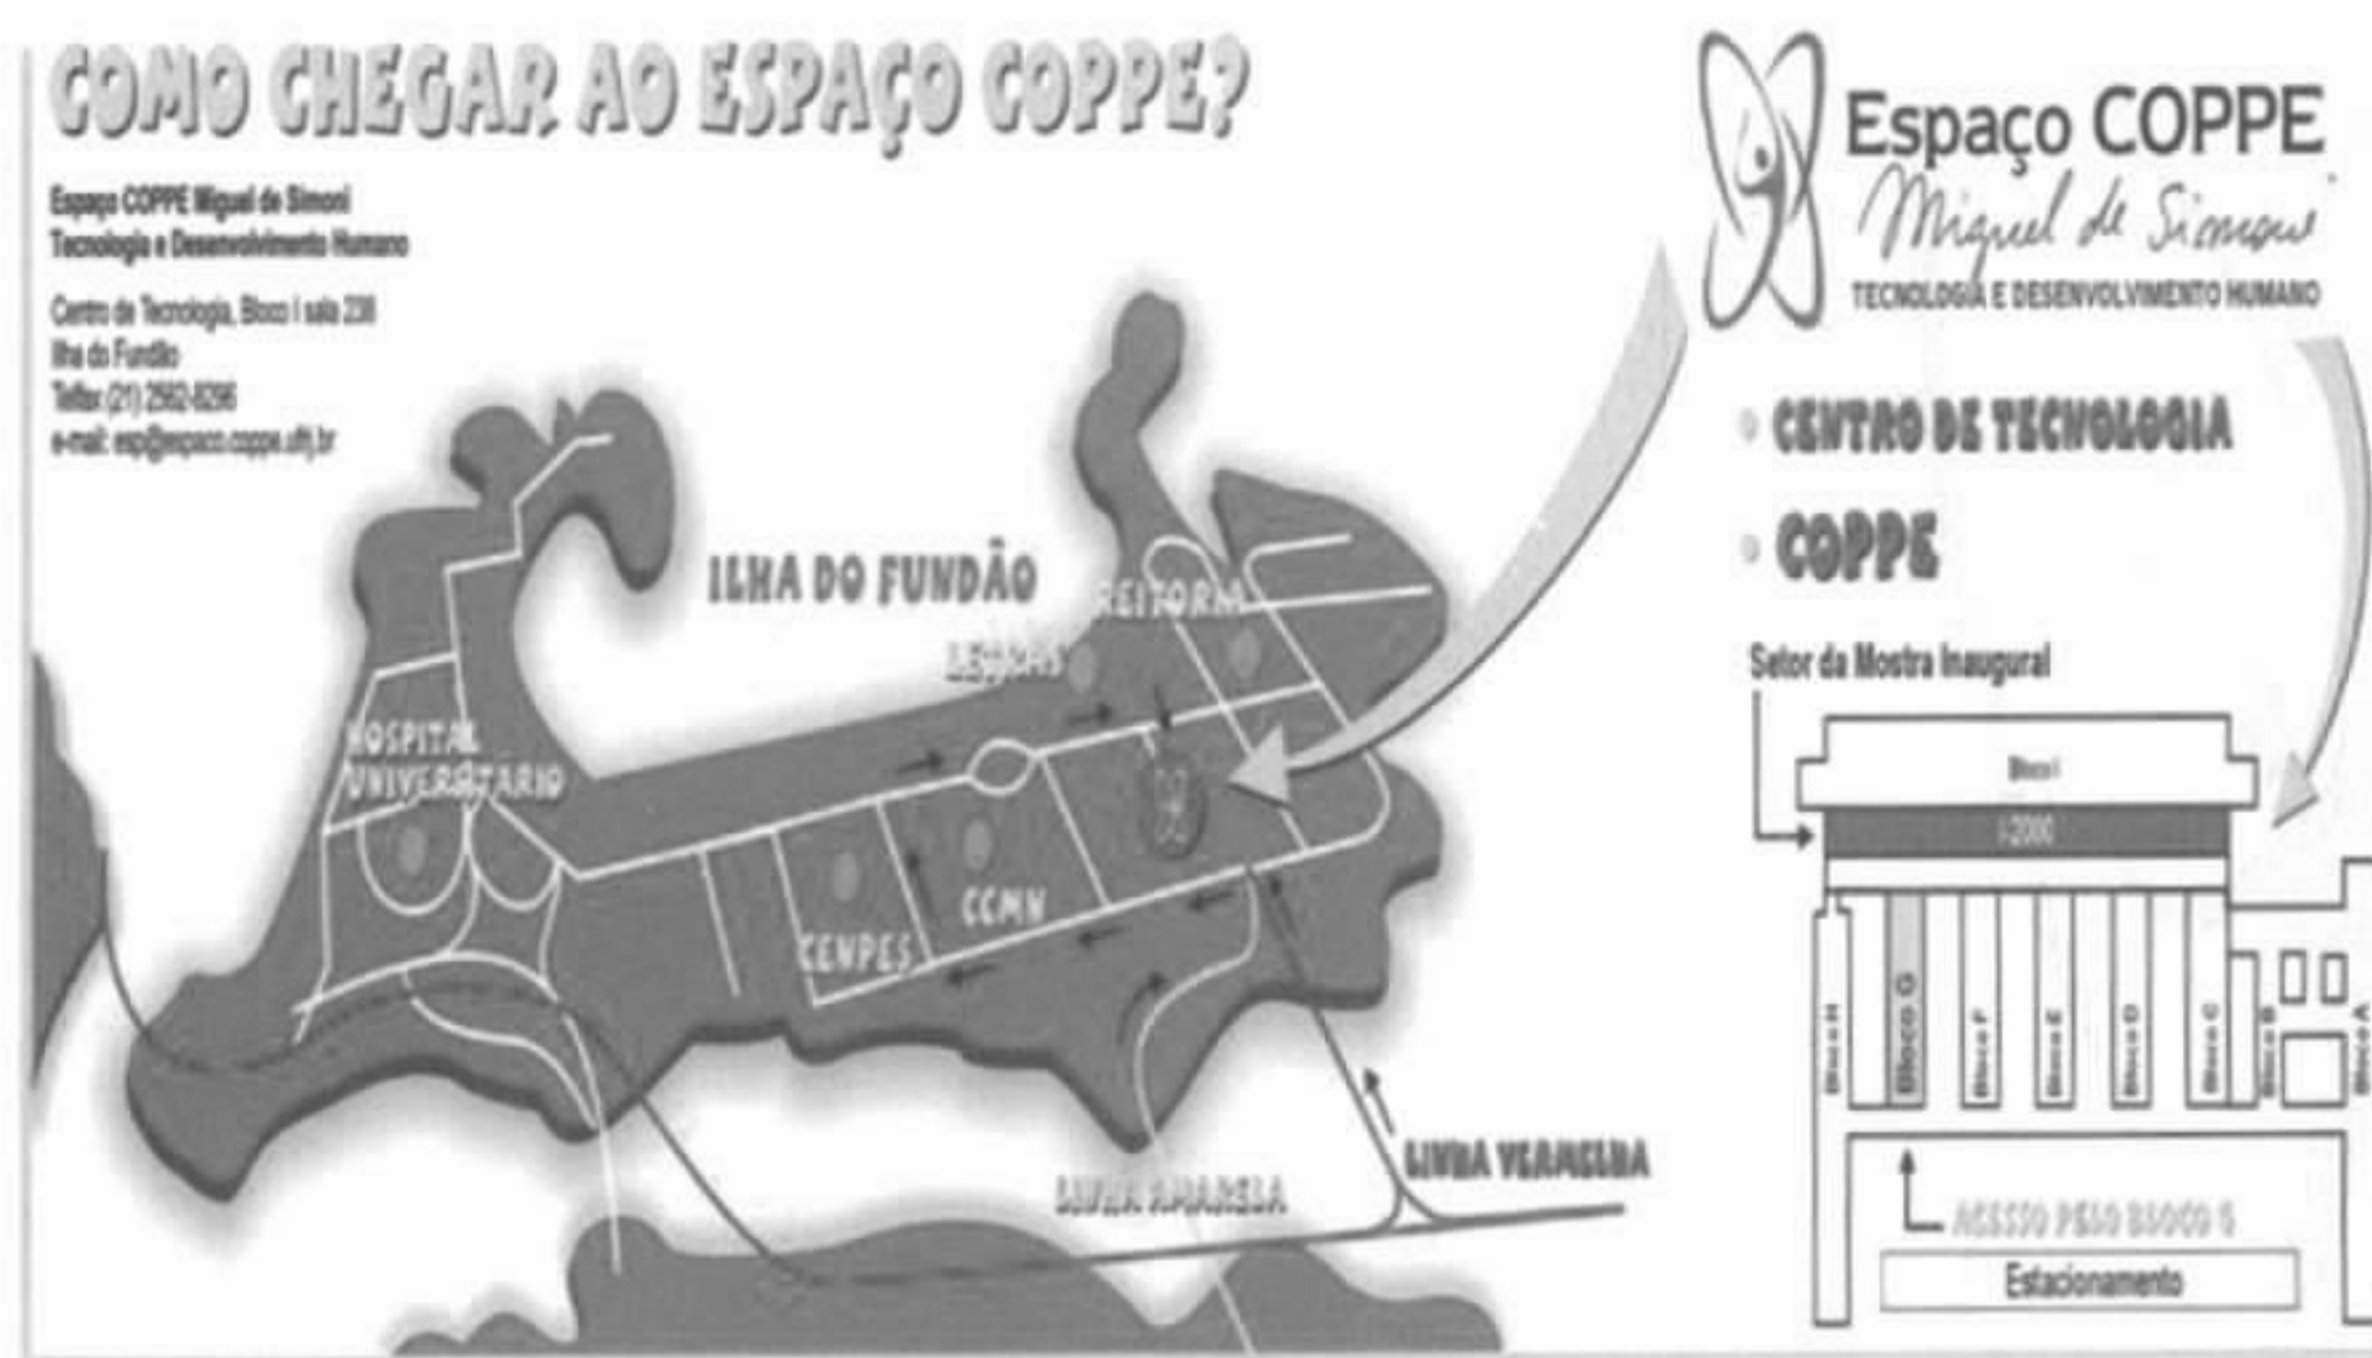 COMO CHEGAR AO ESPAÇO COPPE?
Espaço COPPE Miguel de Simoni
Tecnologia e Desenvolvimento Humano
Centro de Tecnologia, Bloco I sala 238
Ilha do Fundão
Telfax (21) 2562-8296
e-mail: esp@espaco.coppe.ufrj.br
Espaço COPPE
Miguel de Simoni
TECNOLOGIA E DESENVOLVIMENTO HUMANO
CENTRO DE TECNOLOGIA
COPPE
ILHA DO FUNDÃO
REITORIA
LETRAS
HOSPITAL
UNIVERSITARIO
CCMN
CENPES
LINHA VERMELHA
LINHA AMARELA
Setor da Mostra Inaugural
Bloco I
I-2000
Bloco H
Bloco G
Bloco F
Bloco E
Bloco D
Bloco C
Bloco B
Bloco A
ACESSO PELO BLOCO G
Estacionamento